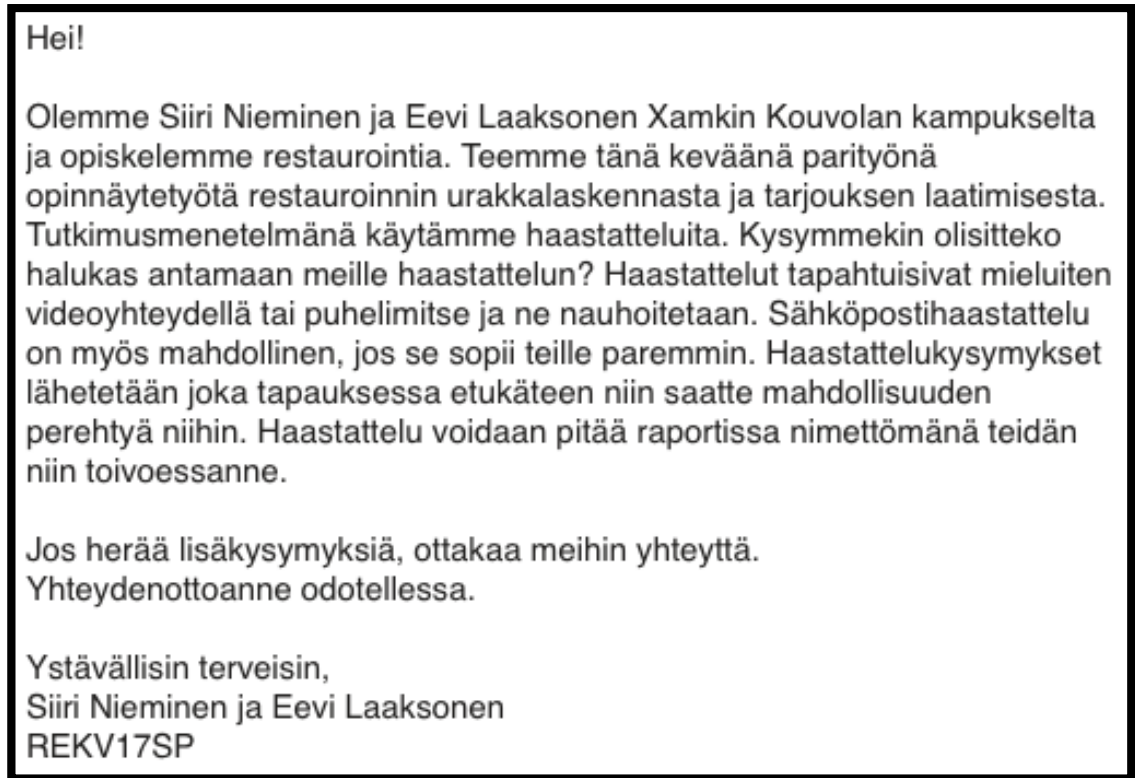 Hei!
Olemme Siiri Nieminen ja Eevi Laaksonen Xamkin Kouvolan kampukselta
ja opiskelemme restaurointia. Teemme tänä keväänä parityönä
opinnäytetyötä restauroinnin urakkalaskennasta ja tarjouksen laatimisesta.
Tutkimusmenetelmänä käytämme haastatteluita. Kysymmekin olisitteko
halukas antamaan meille haastattelun? Haastattelut tapahtuisivat mieluiten
videoyhteydellä tai puhelimitse ja ne nauhoitetaan. Sähköpostihaastattelu
on myös mahdollinen, jos se sopii teille paremmin. Haastattelukysymykset
lähetetään joka tapauksessa etukäteen niin saatte mahdollisuuden
perehtyä niihin. Haastattelu voidaan pitää raportissa nimettömänä teidän
niin toivoessanne.
Jos herää lisäkysymyksiä, ottakaa meihin yhteyttä.
Yhteydenottoanne odotellessa.
Ystävällisin terveisin,
Siiri Nieminen ja Eevi Laaksonen
REKV17SP